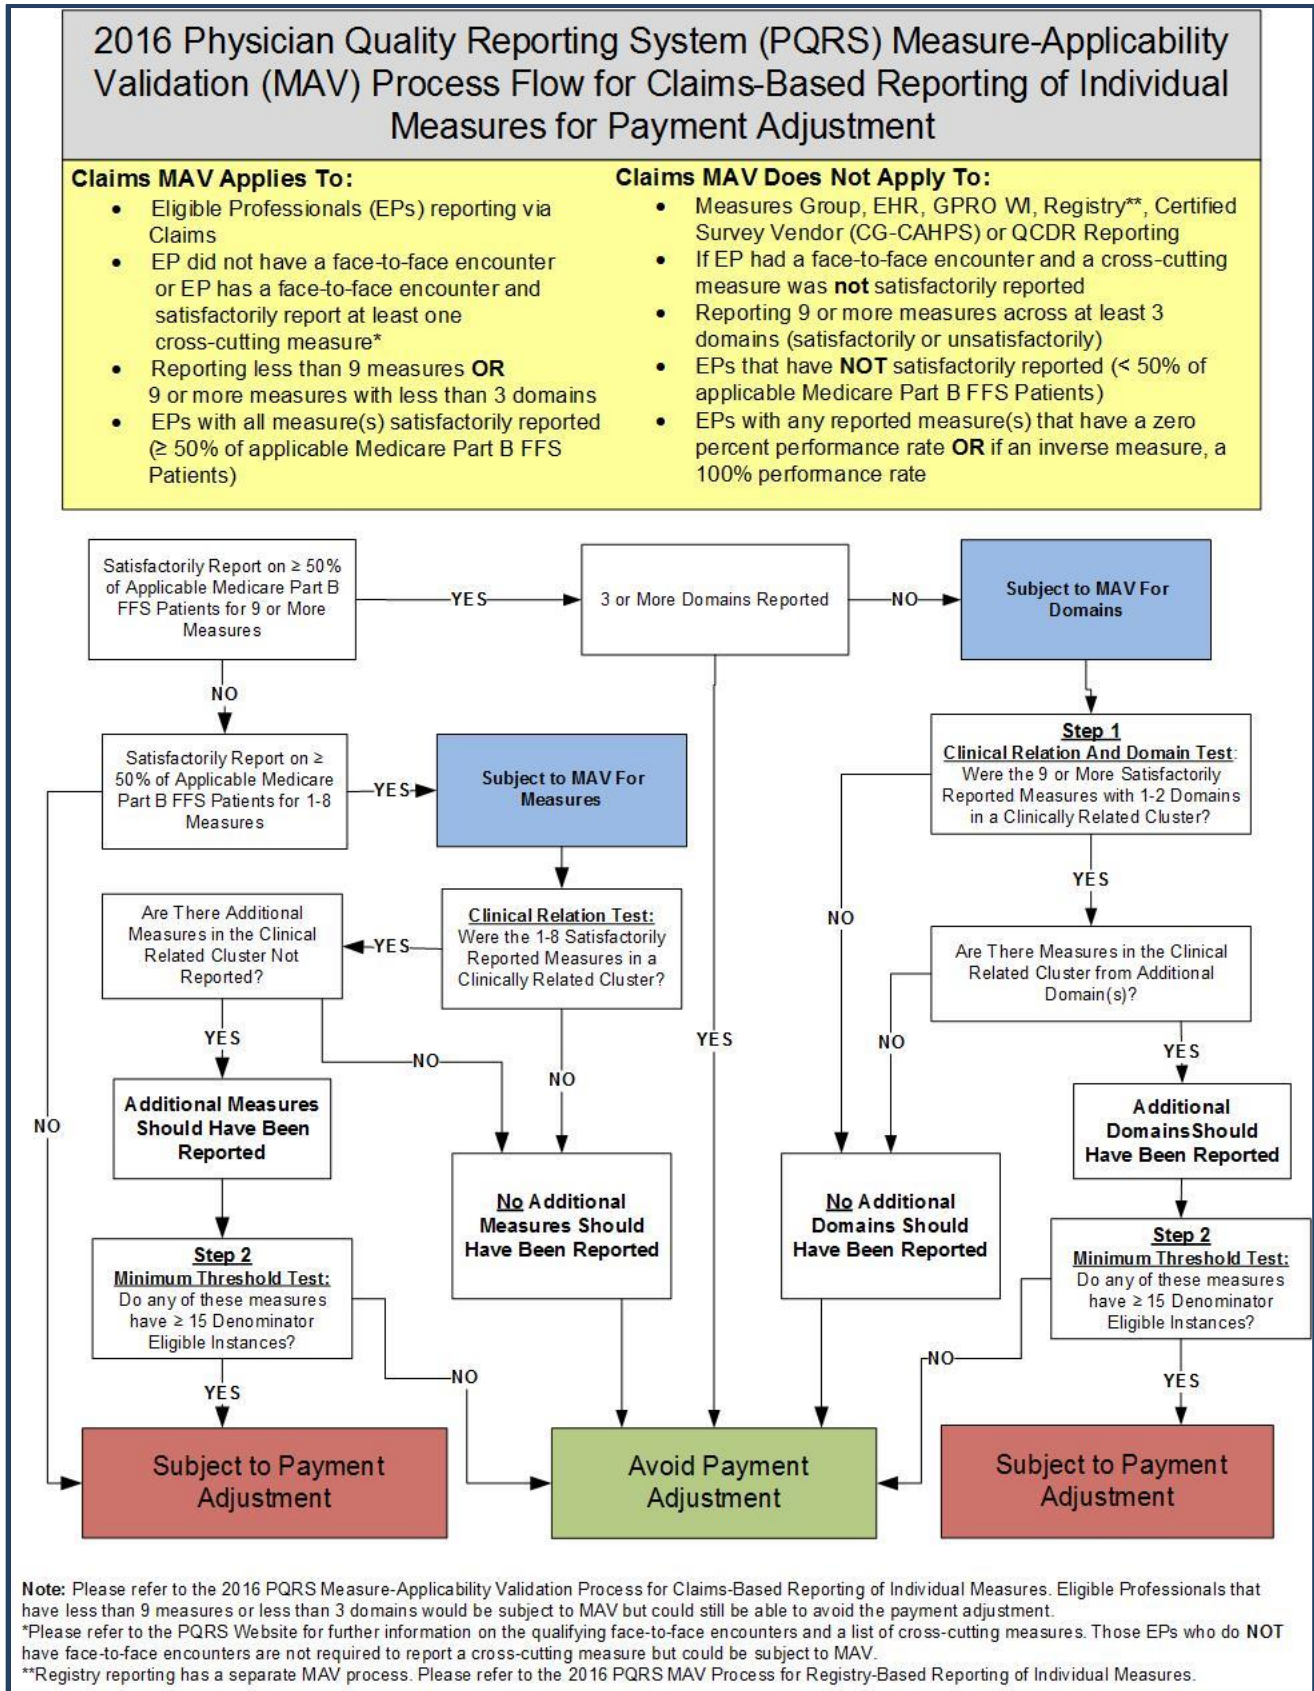 2016 Physician Quality Reporting System (PQRS) Measure-Applicability
Validation (MAV) Process Flow for Claims-Based Reporting of Individual
Measures for Payment Adjustment
Claims MAV Applies To:
• Eligible Professionals (EPs) reporting via
Claims
• EP did not have a face-to-face encounter
or EP has a face-to-face encounter and
satisfactorily report at least one
cross-cutting measure*
• Reporting less than 9 measures OR
9 or more measures with less than 3 domains
• EPs with all measure(s) satisfactorily reported
(≥ 50% of applicable Medicare Part B FFS
Patients)
Claims MAV Does Not Apply To:
• Measures Group, EHR, GPRO WI, Registry**, Certified
Survey Vendor (CG-CAHPS) or QCDR Reporting
• If EP had a face-to-face encounter and a cross-cutting
measure was not satisfactorily reported
• Reporting 9 or more measures across at least 3
domains (satisfactorily or unsatisfactorily)
• EPs that have NOT satisfactorily reported (< 50% of
applicable Medicare Part B FFS Patients)
• EPs with any reported measure(s) that have a zero
percent performance rate OR if an inverse measure, a
100% performance rate
Satisfactorily Report on ≥ 50%
of Applicable Medicare Part B
FFS Patients for 9 or More
Measures
YES
3 or More Domains Reported
NO
Subject to MAV For
Domains
NO
Satisfactorily Report on ≥
50% of Applicable Medicare
Part B FFS Patients for 1-8
Measures
YES
Subject to MAV For
Measures
Step 1
Clinical Relation And Domain Test:
Were the 9 or More Satisfactorily
Reported Measures with 1-2 Domains
in a Clinically Related Cluster?
YES
Are There Additional
Measures in the Clinical
Related Cluster Not
Reported?
YES
Clinical Relation Test:
Were the 1-8 Satisfactorily
Reported Measures in a
Clinically Related Cluster?
NO
Are There Measures in the Clinical
Related Cluster from Additional
Domain(s)?
YES
NO
NO
YES
NO
YES
NO
Additional Measures
Should Have Been
Reported
No Additional
Measures Should
Have Been Reported
No Additional
Domains Should
Have Been Reported
Additional
DomainsShould
Have Been Reported
Step 2
Minimum Threshold Test:
Do any of these measures
have ≥ 15 Denominator
Eligible Instances?
Step 2
Minimum Threshold Test:
Do any of these measures
have ≥ 15 Denominator
Eligible Instances?
YES
NO
NO
YES
Subject to Payment
Adjustment
Avoid Payment
Adjustment
Subject to Payment
Adjustment
Note: Please refer to the 2016 PQRS Measure-Applicability Validation Process for Claims-Based Reporting of Individual Measures. Eligible Professionals that
have less than 9 measures or less than 3 domains would be subject to MAV but could still be able to avoid the payment adjustment.
*Please refer to the PQRS Website for further information on the qualifying face-to-face encounters and a list of cross-cutting measures. Those EPs who do NOT
have face-to-face encounters are not required to report a cross-cutting measure but could be subject to MAV.
**Registry reporting has a separate MAV process. Please refer to the 2016 PQRS MAV Process for Registry-Based Reporting of Individual Measures.